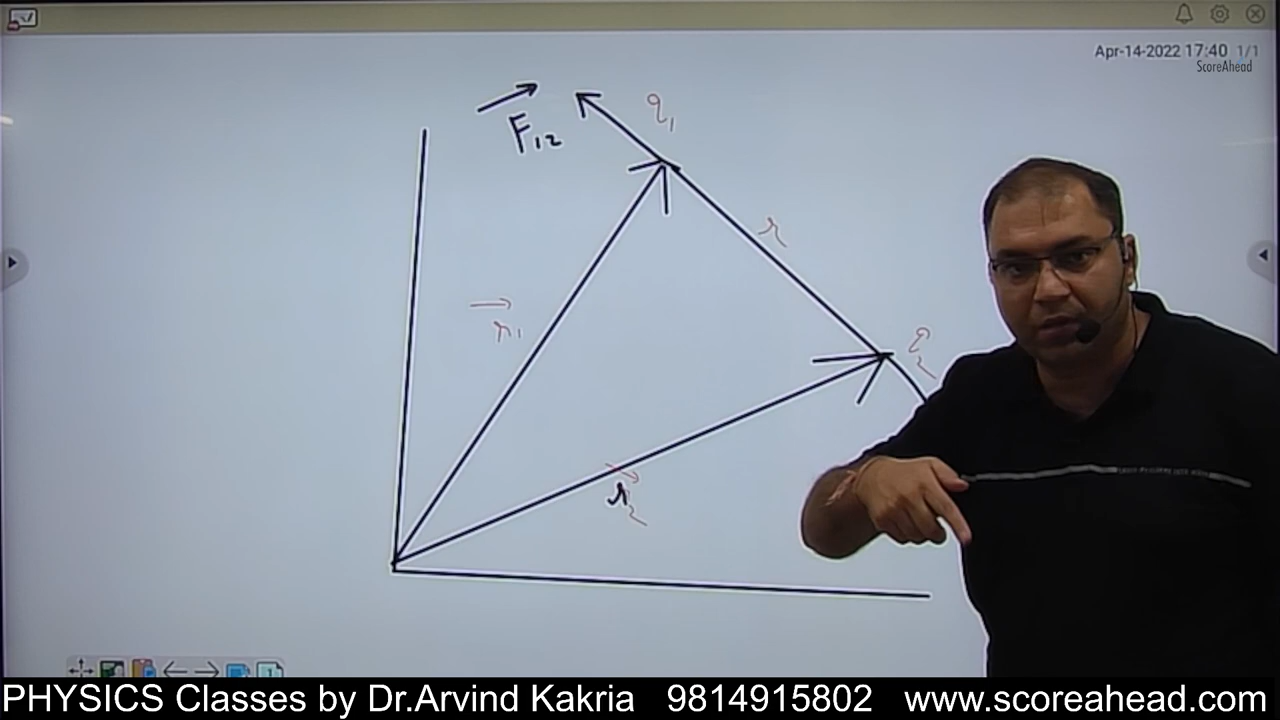 Apr-14-2022 17:40 1/1
ScoreAhead
F₁₂
q₁
r
r₁
q₂
r₂
PHYSICS Classes by Dr.Arvind Kakria 9814915802 www.scoreahead.com